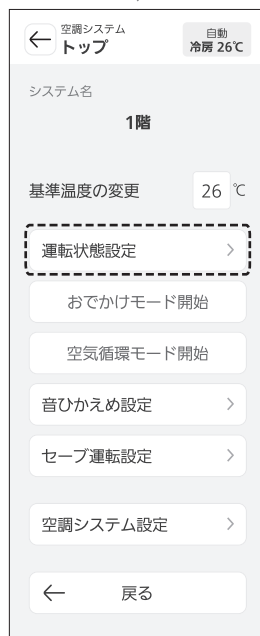 空調システム
トップ
自動
冷房 26℃
システム名
1階
基準温度の変更 26 ℃
運転状態設定
おでかけモード開始
空気循環モード開始
音ひかえめ設定
セーブ運転設定
空調システム設定
戻る